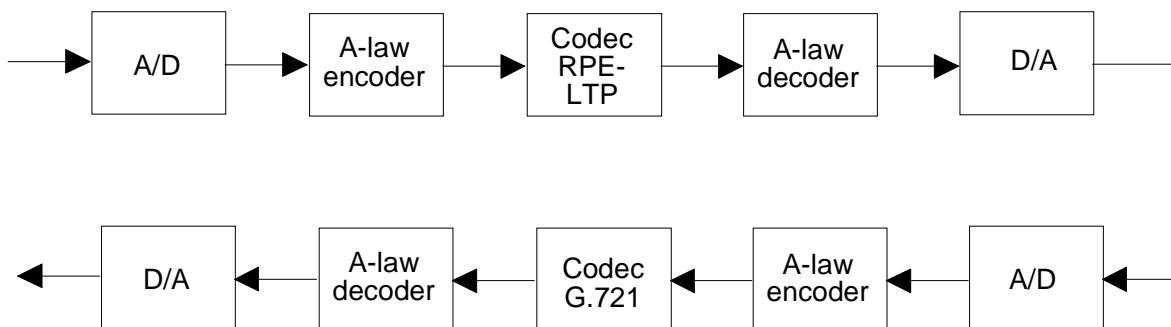 A/D
A-law
encoder
Codec
RPE-
LTP
A-law
decoder
D/A
D/A
A-law
decoder
Codec
G.721
A-law
encoder
A/D